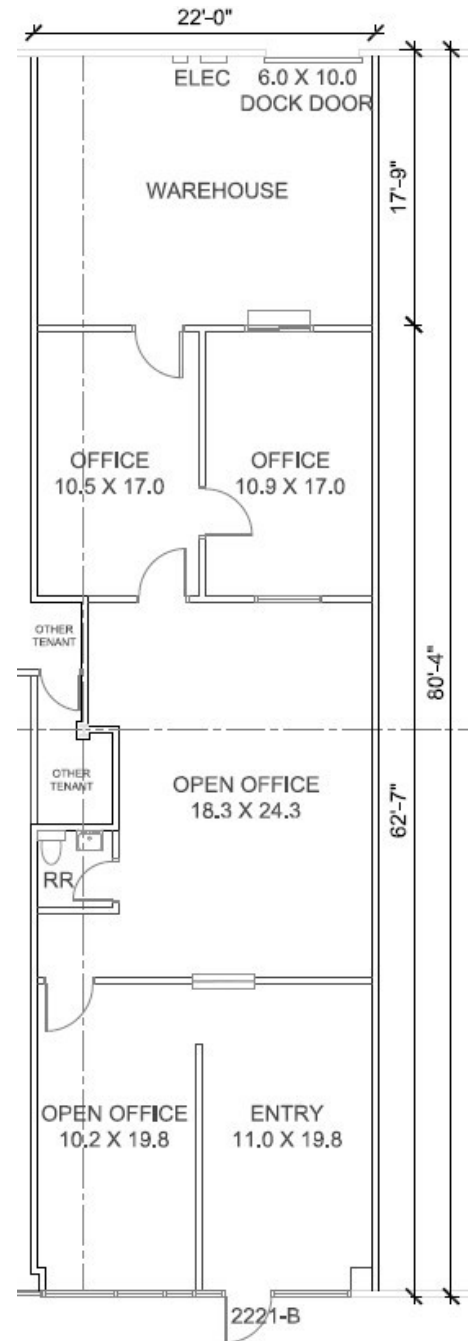 22'-0"
ELEC
6.0 X 10.0
DOCK DOOR
WAREHOUSE
17'-9"
OFFICE
10.5 X 17.0
OFFICE
10.9 X 17.0
OTHER
TENANT
80'-4"
OTHER
TENANT
OPEN OFFICE
18.3 X 24.3
62'-7"
RR
OPEN OFFICE
10.2 X 19.8
ENTRY
11.0 X 19.8
2221-B